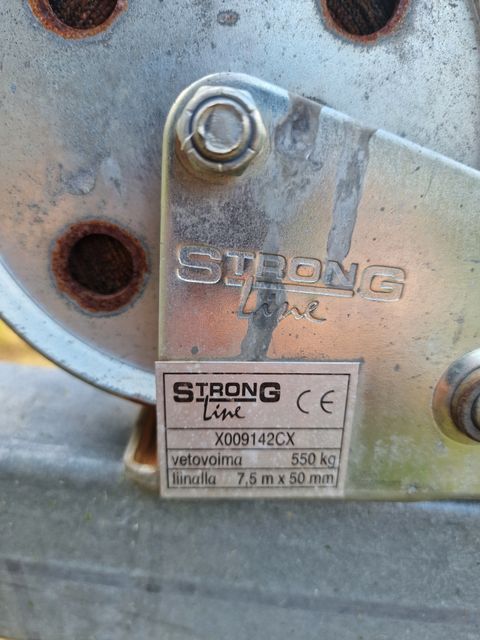 STRONG
Line
STRONG
Line
CE
X009142CX
vetovoima 550 kg
liinalla 7,5 m x 50 mm